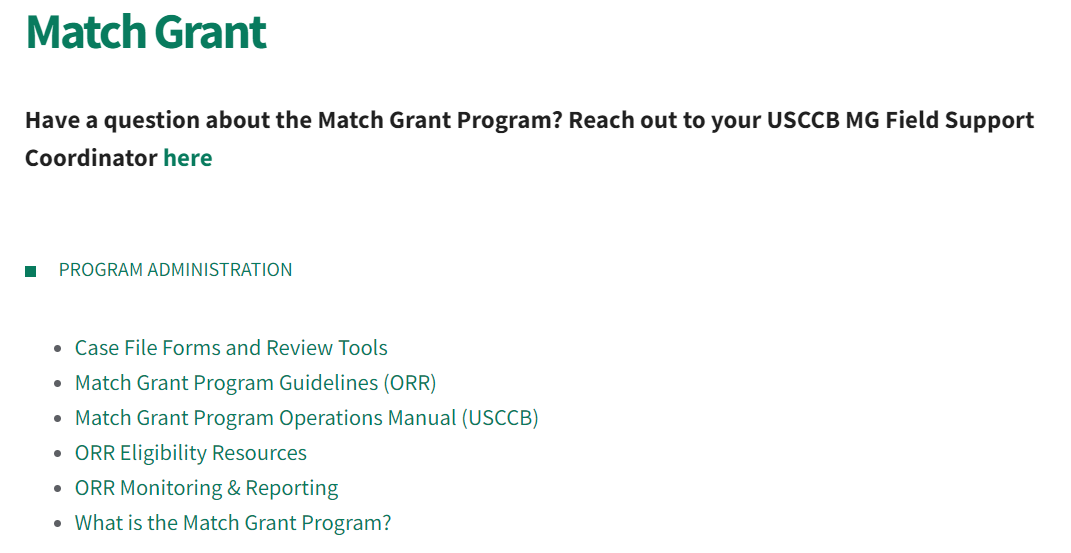 Match Grant
Have a question about the Match Grant Program? Reach out to your USCCB MG Field Support
Coordinator here
PROGRAM ADMINISTRATION
Case File Forms and Review Tools
Match Grant Program Guidelines (ORR)
Match Grant Program Operations Manual (USCCB)
ORR Eligibility Resources
ORR Monitoring & Reporting
What is the Match Grant Program?